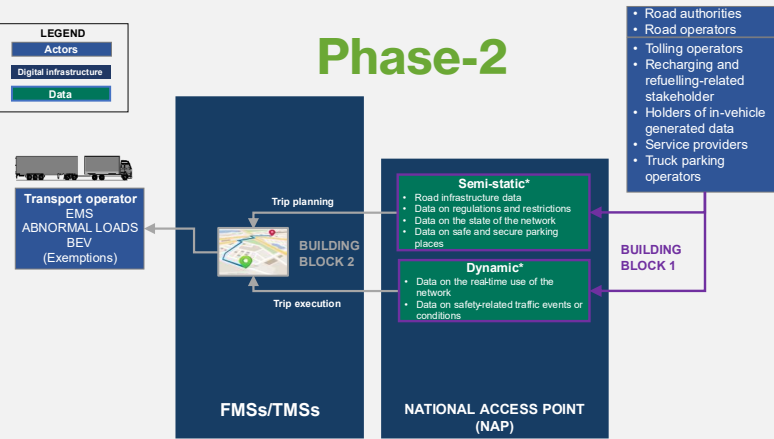 LEGEND
Actors
Digital infrastructure
Data
Phase-2
• Road authorities
• Road operators
• Tolling operators
• Recharging and
refuelling-related
stakeholder
• Holders of in-vehicle
generated data
• Service providers
• Truck parking
operators
Transport operator
EMS
ABNORMAL LOADS
BEV
(Exemptions)
Trip planning
BUILDING
BLOCK 2
Trip execution
FMSs/TMSs
Semi-static*
• Road infrastructure data
• Data on regulations and restrictions
• Data on the state of the network
• Data on safe and secure parking
places
Dynamic*
• Data on the real-time use of the
network
• Data on safety-related traffic events or
conditions
BUILDING
BLOCK 1
NATIONAL ACCESS POINT
(NAP)